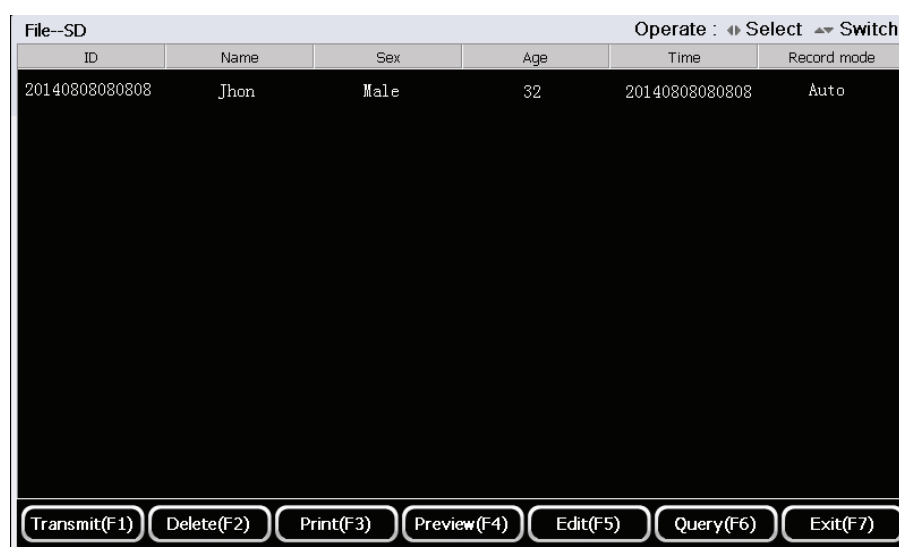 File--SD Operate : Select Switch
ID Name Sex Age Time Record mode
20140808080808 Jhon Male 32 20140808080808 Auto
Transmit(F1) Delete(F2) Print(F3) Preview(F4) Edit(F5) Query(F6) Exit(F7)